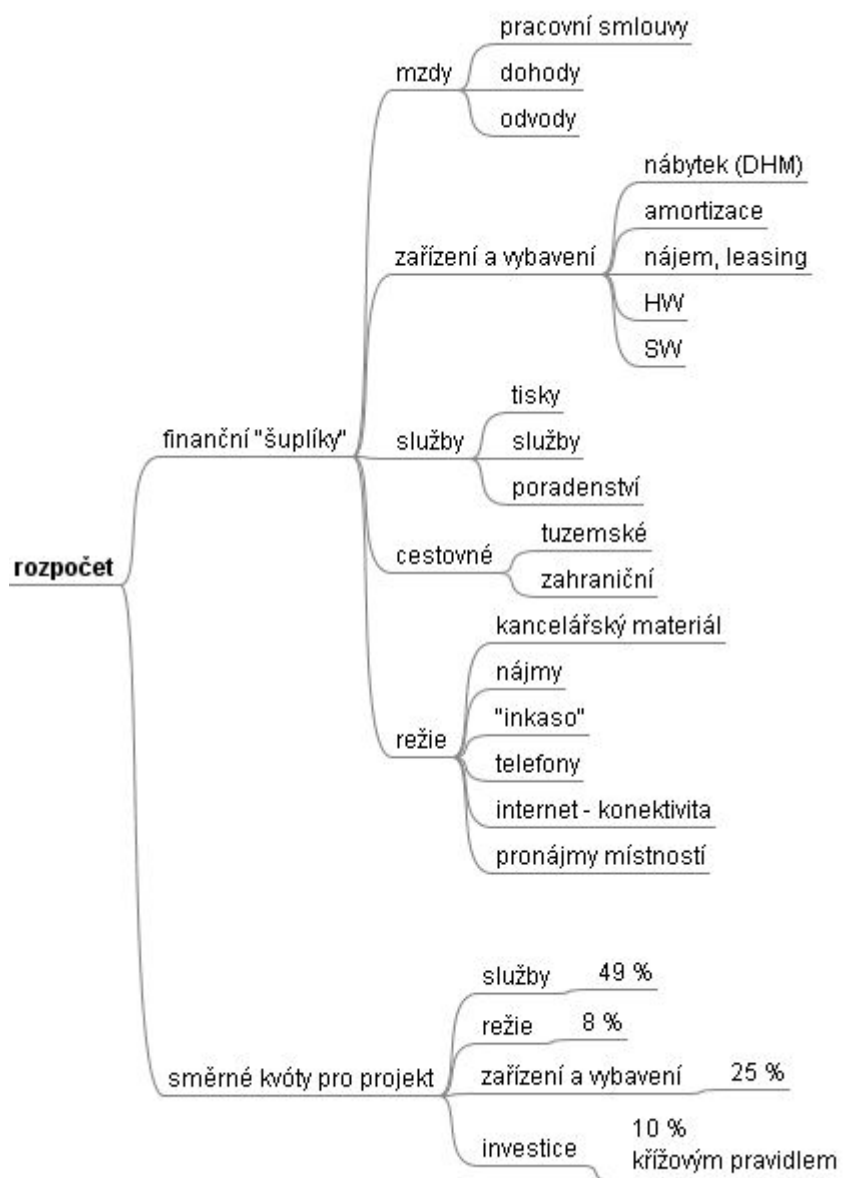 rozpočet
finanční "šuplíky"
mzdy
pracovní smlouvy
dohody
odvody
zařízení a vybavení
nábytek (DHM)
amortizace
nájem, leasing
HW
SW
služby
tisky
služby
poradenství
cestovné
tuzemské
zahraniční
režie
kancelářský materiál
nájmy
"inkaso"
telefony
internet - konektivita
pronájmy místností
směrné kvóty pro projekt
služby
49 %
režie
8 %
zařízení a vybavení
25 %
investice
10 %
křížovým pravidlem